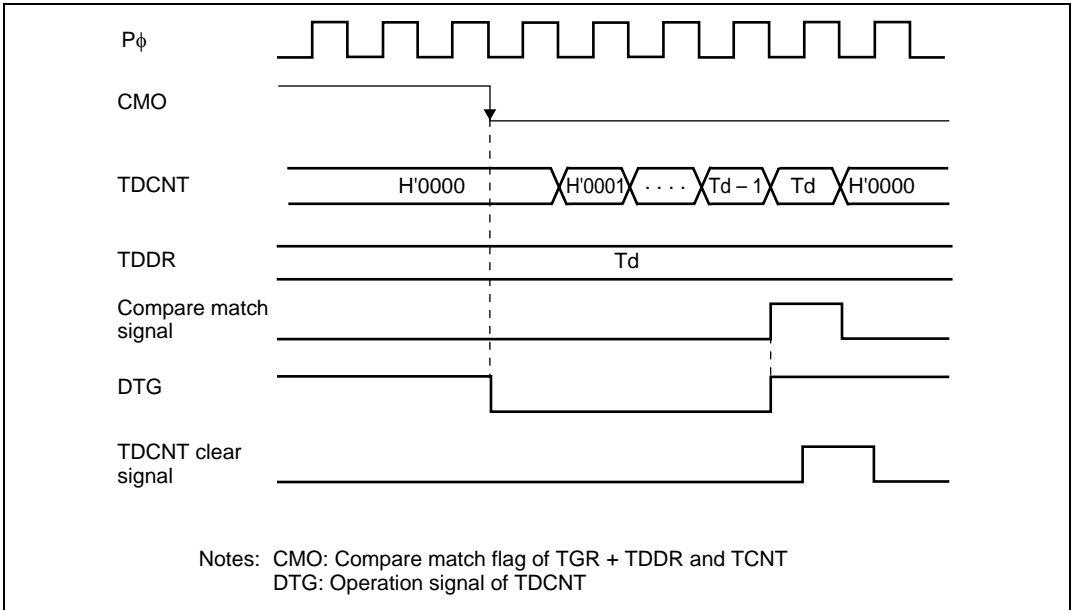 Pϕ
CMO
TDCNT H'0000 H'0001 · · · · Td – 1 Td H'0000
TDDR Td
Compare match
signal
DTG
TDCNT clear
signal
Notes: CMO: Compare match flag of TGR + TDDR and TCNT
DTG: Operation signal of TDCNT